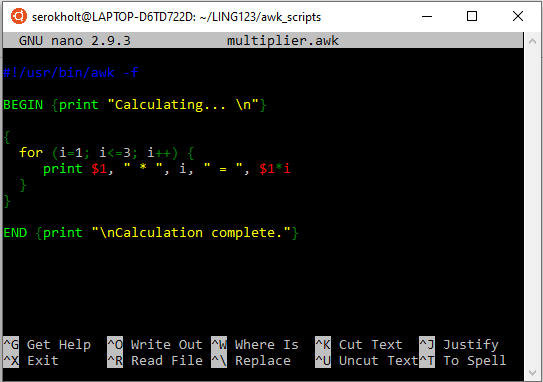 serokholt@LAPTOP-D6TD722D: ~/LING123/awk_scripts
GNU nano 2.9.3 multiplier.awk
#!/usr/bin/awk -f
BEGIN {print "Calculating... \n"}
{
for (i=1; i<=3; i++) {
print $1, " * ", i, " = ", $1*i
}
}
END {print "\nCalculation complete."}
^G Get Help ^O Write Out ^W Where Is ^K Cut Text ^J Justify
^X Exit ^R Read File ^\ Replace ^U Uncut Text ^T To Spell